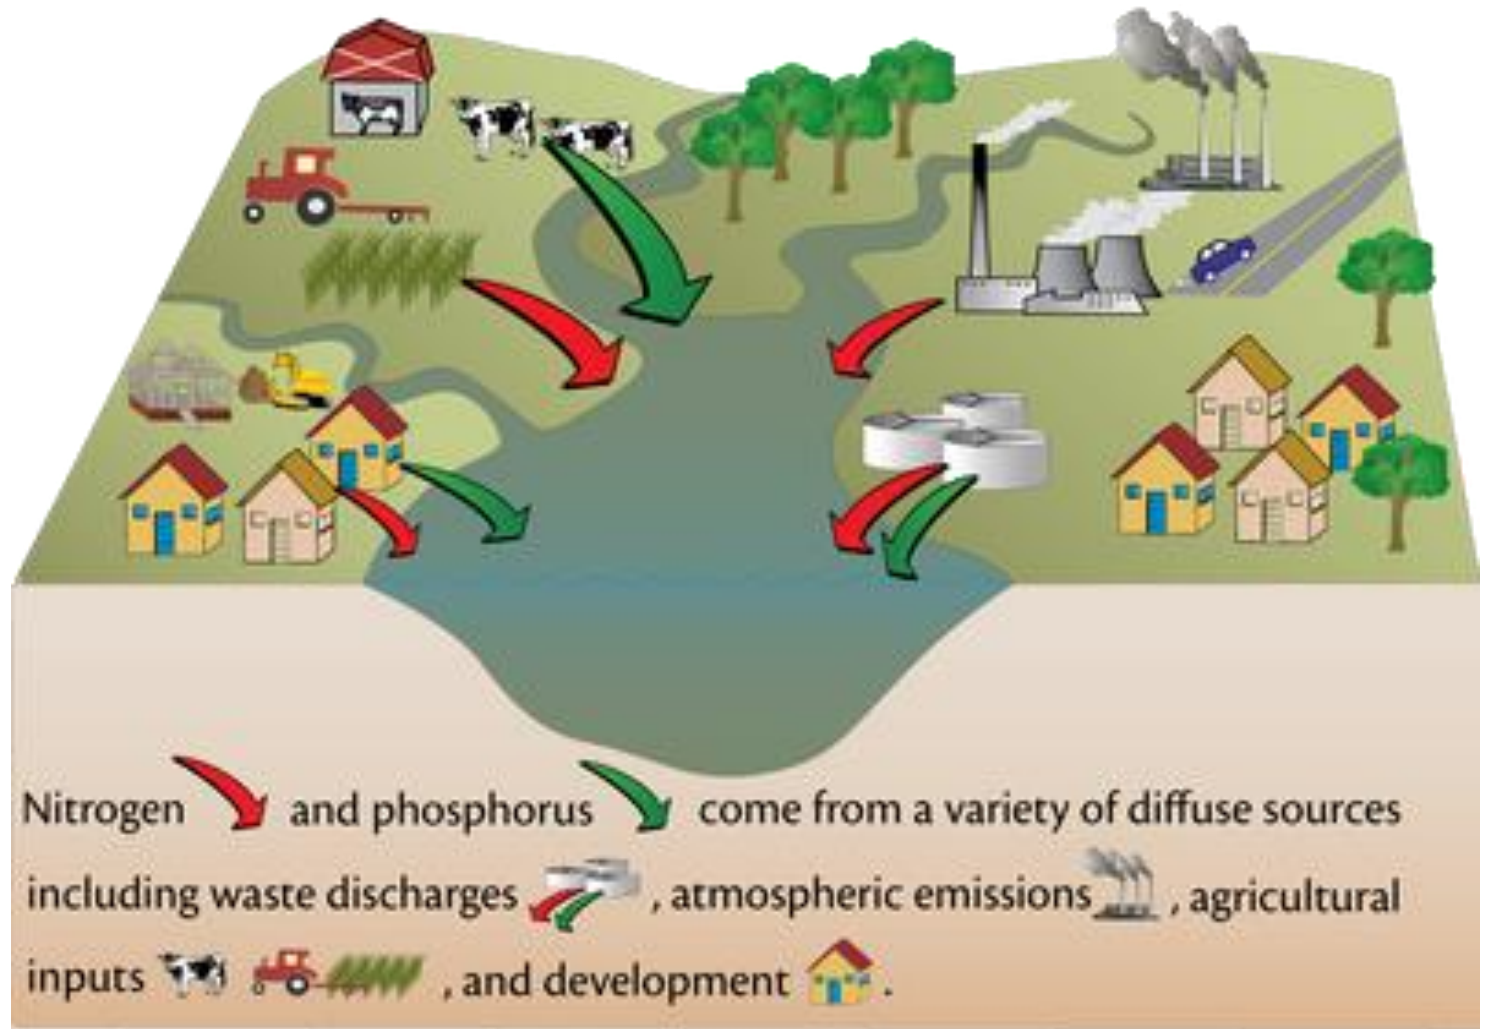 Nitrogen and phosphorus come from a variety of diffuse sources
including waste discharges , atmospheric emissions , agricultural
inputs , and development .